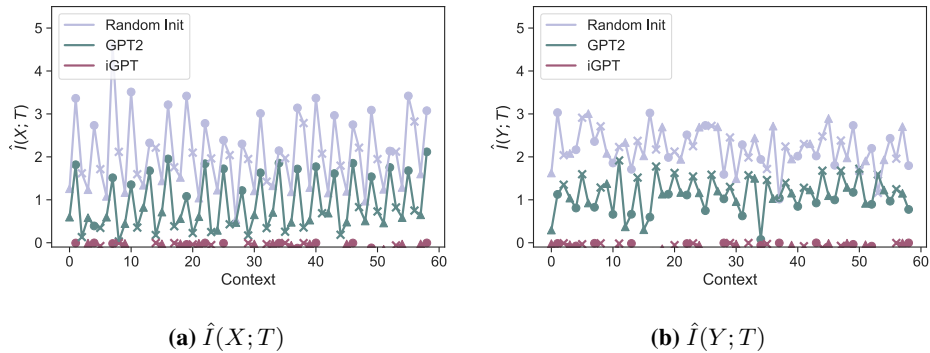 5
4
3
2
1
0
Î(X; T)
Random Init
GPT2
iGPT
0 10 20 30 40 50 60
Context
(a) Î(X; T)
5
4
3
2
1
0
Î(Y; T)
Random Init
GPT2
iGPT
0 10 20 30 40 50 60
Context
(b) Î(Y; T)